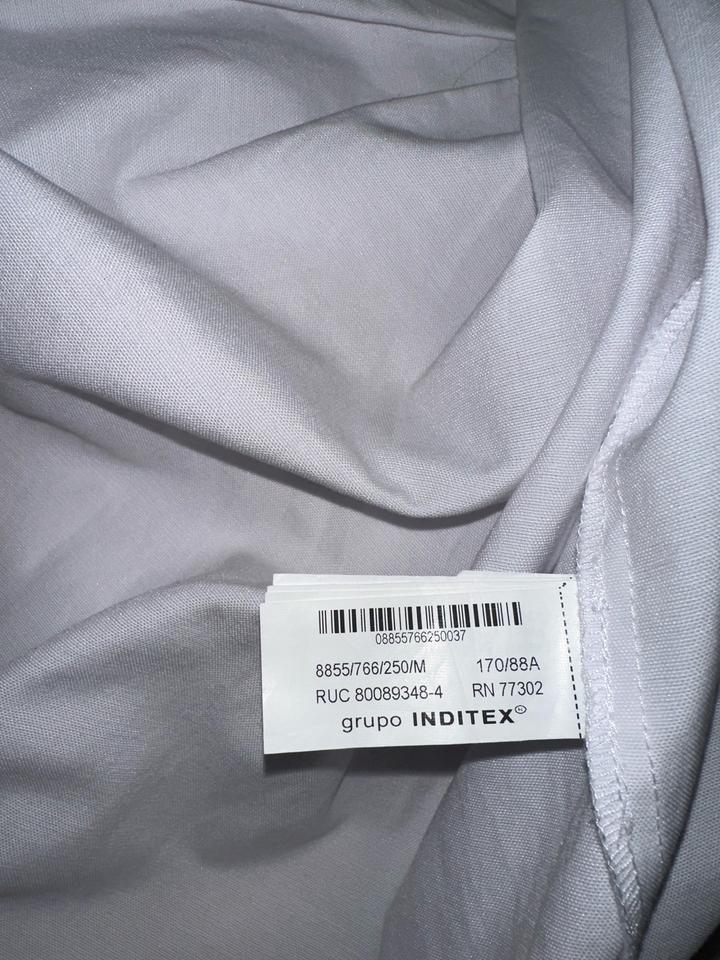 08855766250037
8855/766/250/M 170/88A
RUC 80089348-4 RN 77302
grupo INDITEX